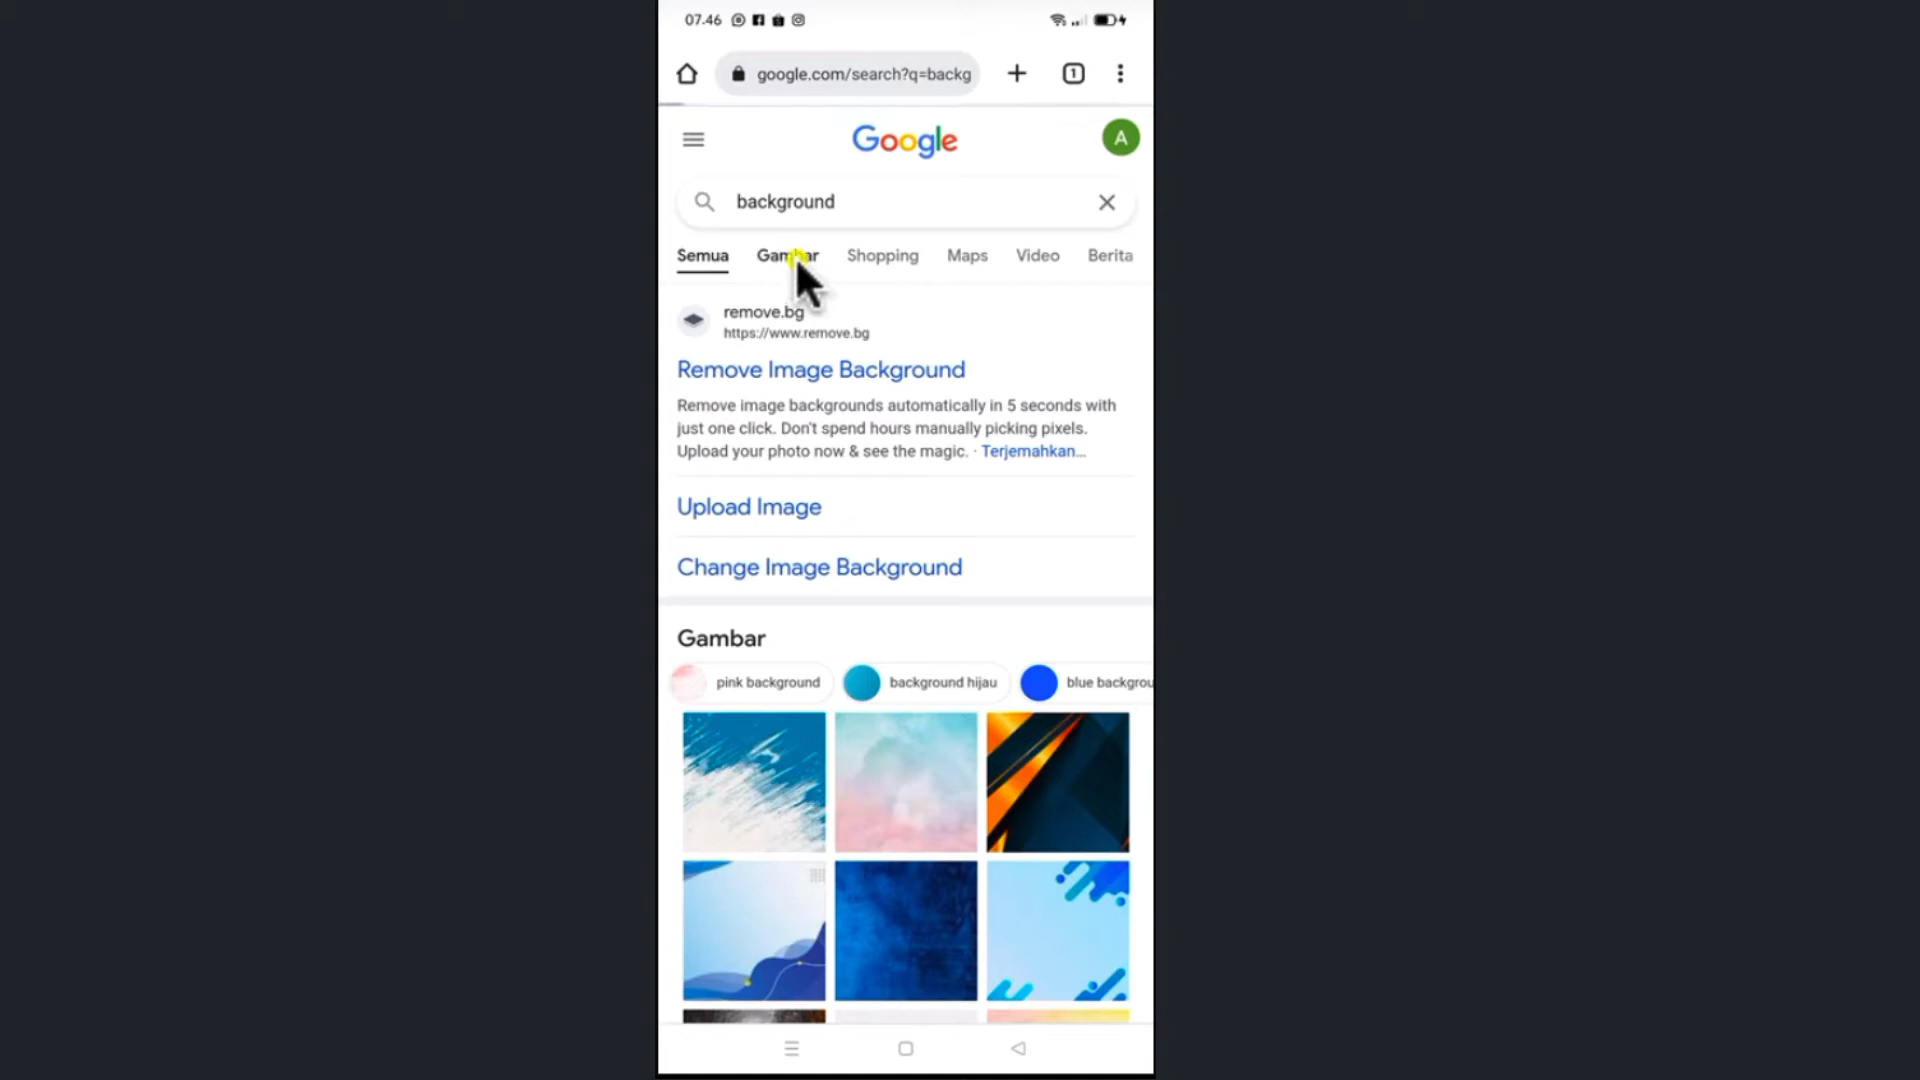 07.46
google.com/search?q=backg
1
Google
A
background
Semua Gambar Shopping Maps Video Berita
remove.bg
https://www.remove.bg
Remove Image Background
Remove image backgrounds automatically in 5 seconds with
just one click. Don't spend hours manually picking pixels.
Upload your photo now & see the magic. · Terjemahkan...
Upload Image
Change Image Background
Gambar
pink background background hijau blue backgrou